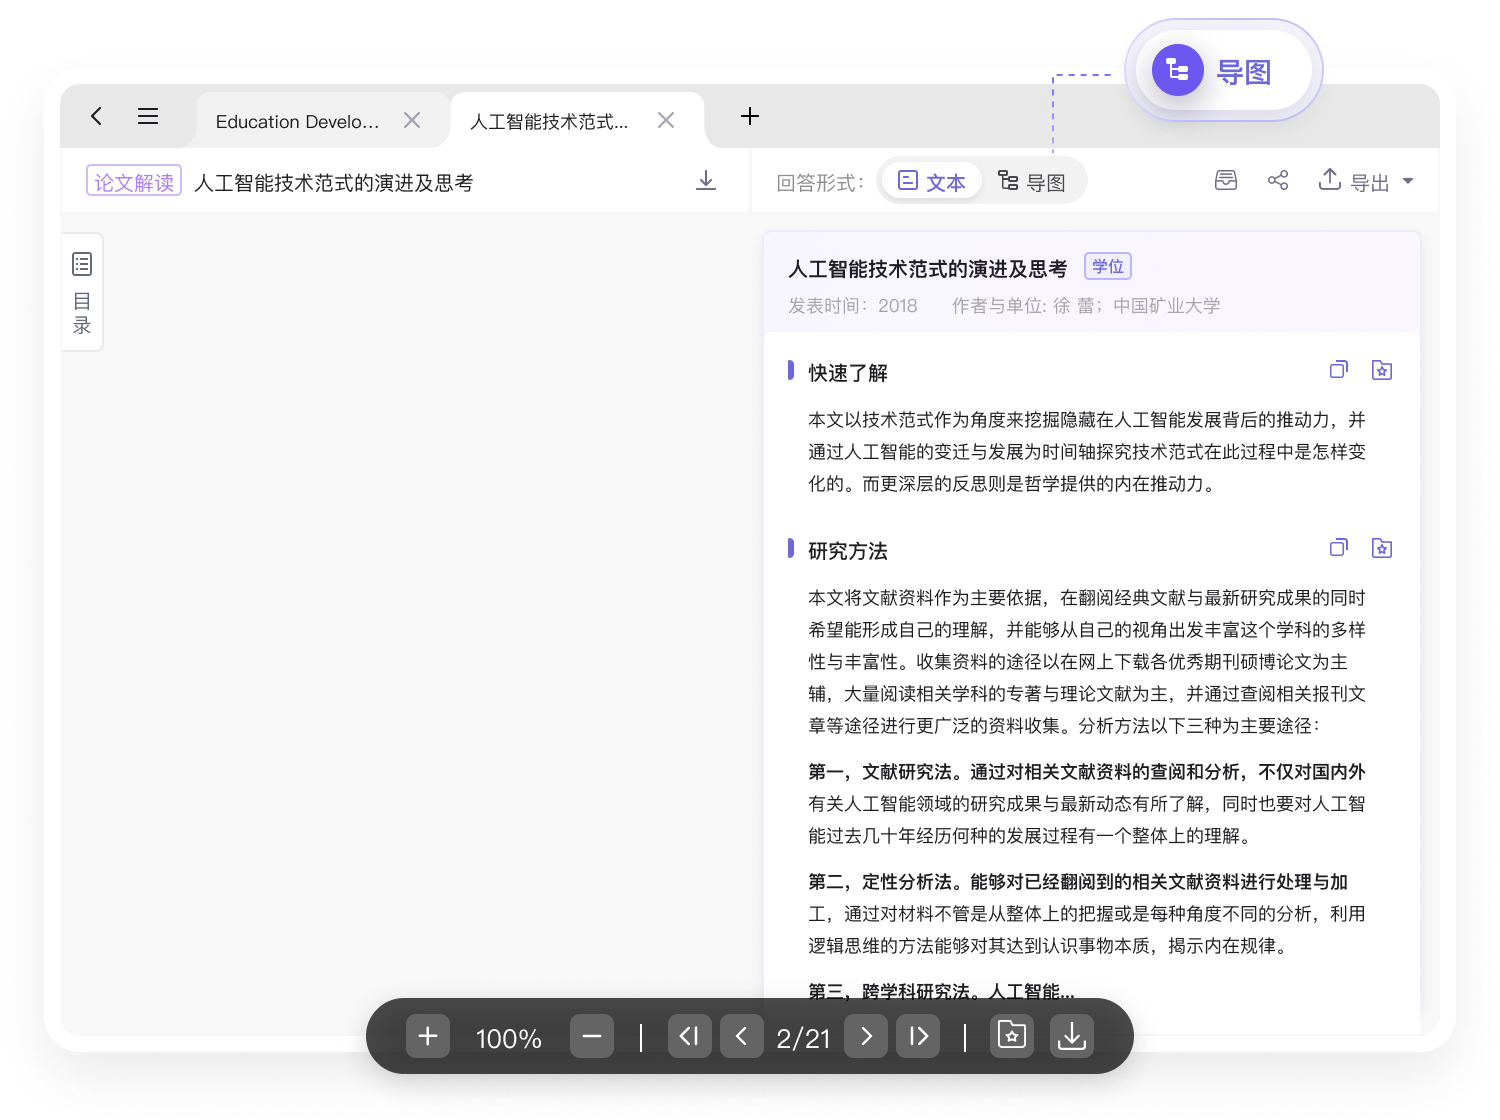 导图
Education Develo...
人工智能技术范式...
论文解读
人工智能技术范式的演进及思考
回答形式：
文本
导图
导出
目录
人工智能技术范式的演进及思考
学位
发表时间：2018 作者与单位: 徐 蕾；中国矿业大学
快速了解
本文以技术范式作为角度来挖掘隐藏在人工智能发展背后的推动力，并
通过人工智能的变迁与发展为时间轴探究技术范式在此过程中是怎样变
化的。而更深层的反思则是哲学提供的内在推动力。
研究方法
本文将文献资料作为主要依据，在翻阅经典文献与最新研究成果的同时
希望能形成自己的理解，并能够从自己的视角出发丰富这个学科的多样
性与丰富性。收集资料的途径以在网上下载各优秀期刊硕博论文为主
辅，大量阅读相关学科的专著与理论文献为主，并通过查阅相关报刊文
章等途径进行更广泛的资料收集。分析方法以下三种为主要途径：
第一，文献研究法。通过对相关文献资料的查阅和分析，不仅对国内外
有关人工智能领域的研究成果与最新动态有所了解，同时也要对人工智
能过去几十年经历何种的发展过程有一个整体上的理解。
第二，定性分析法。能够对已经翻阅到的相关文献资料进行处理与加
工，通过对材料不管是从整体上的把握或是每种角度不同的分析，利用
逻辑思维的方法能够对其达到认识事物本质，揭示内在规律。
第三，跨学科研究法。人工智能...
100%
2/21